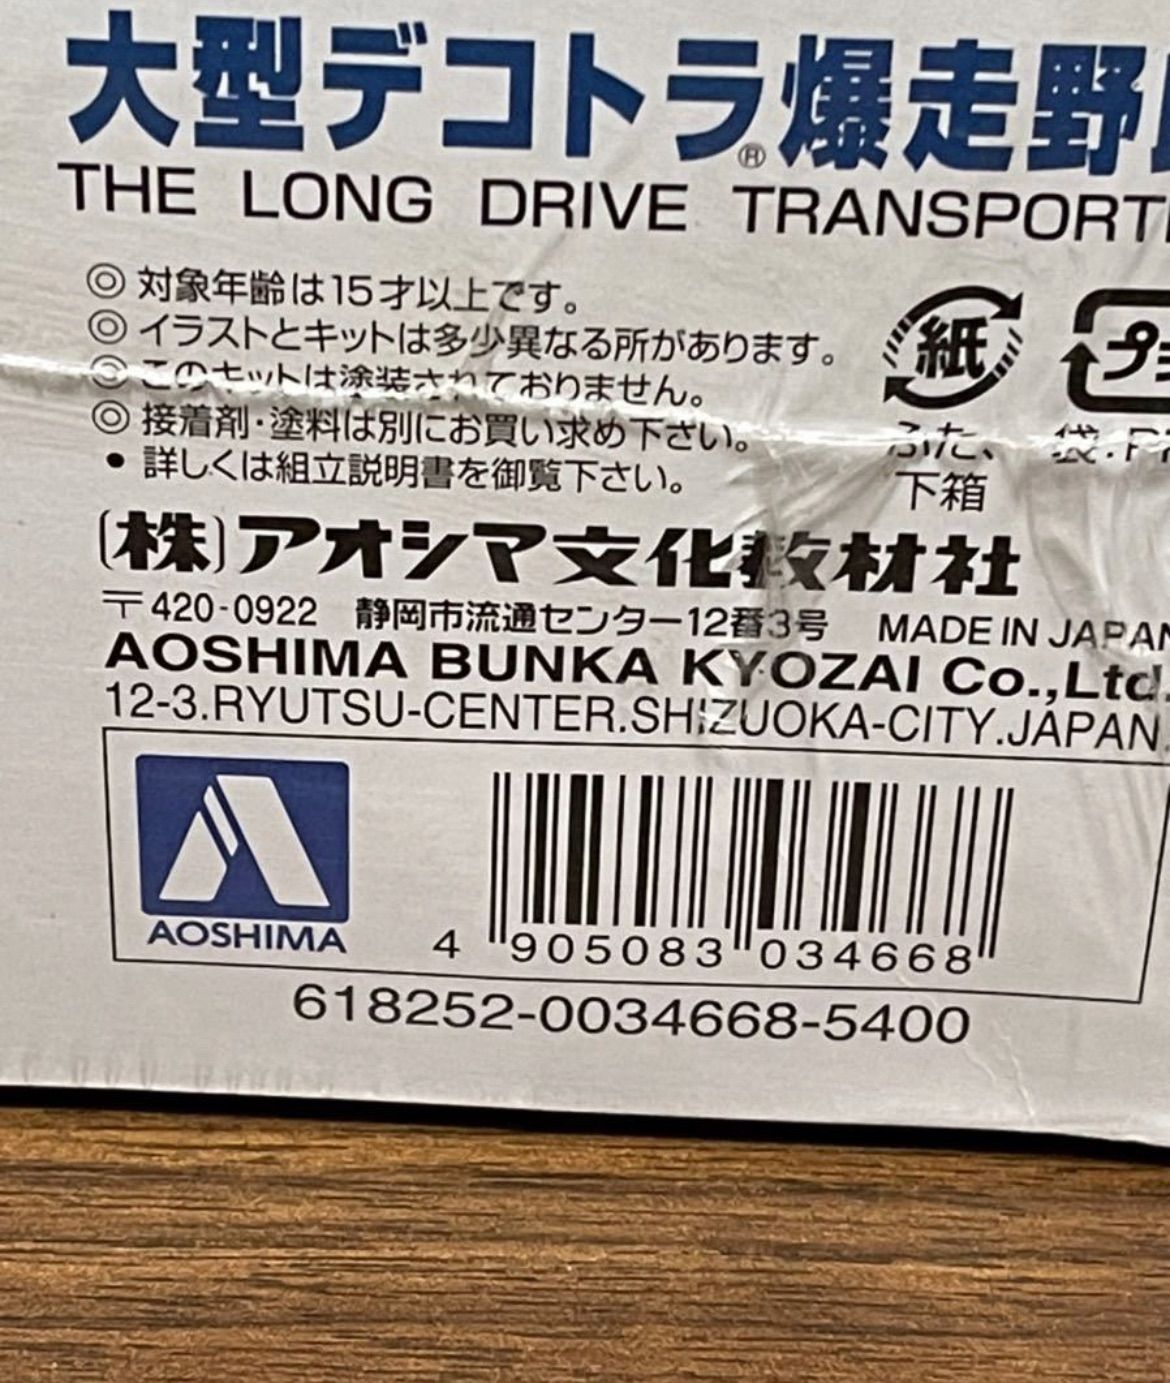 大型デコトラ®爆走野
THE LONG DRIVE TRANSPORT
◎ 対象年齢は15才以上です。
◎ イラストとキットは多少異なる所があります。
◎ このキットは塗装されておりません。
◎ 接着剤・塗料は別にお買い求め下さい。
● 詳しくは組立説明書を御覧下さい。
紙
プ
ふた、
下箱
袋:P
(株)アオシマ文化教材社
〒420-0922 静岡市流通センター12番3号 MADE IN JAPAN
AOSHIMA BUNKA KYOZAI Co.,Ltd.
12-3.RYUTSU-CENTER.SHIZUOKA-CITY.JAPAN.
AOSHIMA
4 905083 034668
618252-0034668-5400